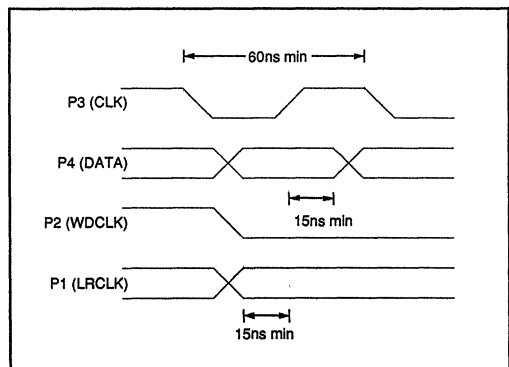 60ns min
P3 (CLK)
P4 (DATA)
15ns min
P2 (WDCLK)
P1 (LRCLK)
15ns min